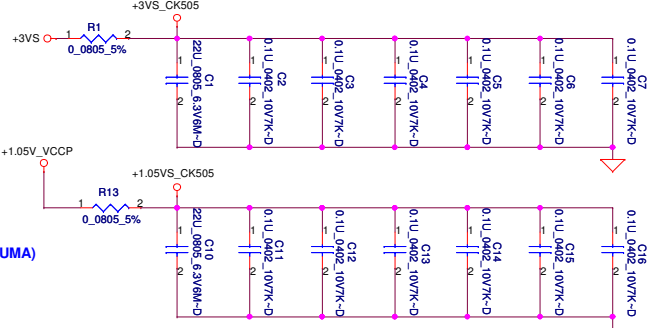 +3VS_CK505
R1
+3VS
1
2
0_0805_5%
1
2
C1
22U_0805_6.3V6M~D
1
2
C2
0.1U_0402_10V7K~D
1
2
C3
0.1U_0402_10V7K~D
1
2
C4
0.1U_0402_10V7K~D
1
2
C5
0.1U_0402_10V7K~D
1
2
C6
0.1U_0402_10V7K~D
1
2
C7
0.1U_0402_10V7K~D
+1.05V_VCCP
+1.05VS_CK505
R13
1
2
0_0805_5%
UMA)
1
2
C10
22U_0805_6.3V6M~D
1
2
C11
0.1U_0402_10V7K~D
1
2
C12
0.1U_0402_10V7K~D
1
2
C13
0.1U_0402_10V7K~D
1
2
C14
0.1U_0402_10V7K~D
1
2
C15
0.1U_0402_10V7K~D
1
2
C16
0.1U_0402_10V7K~D